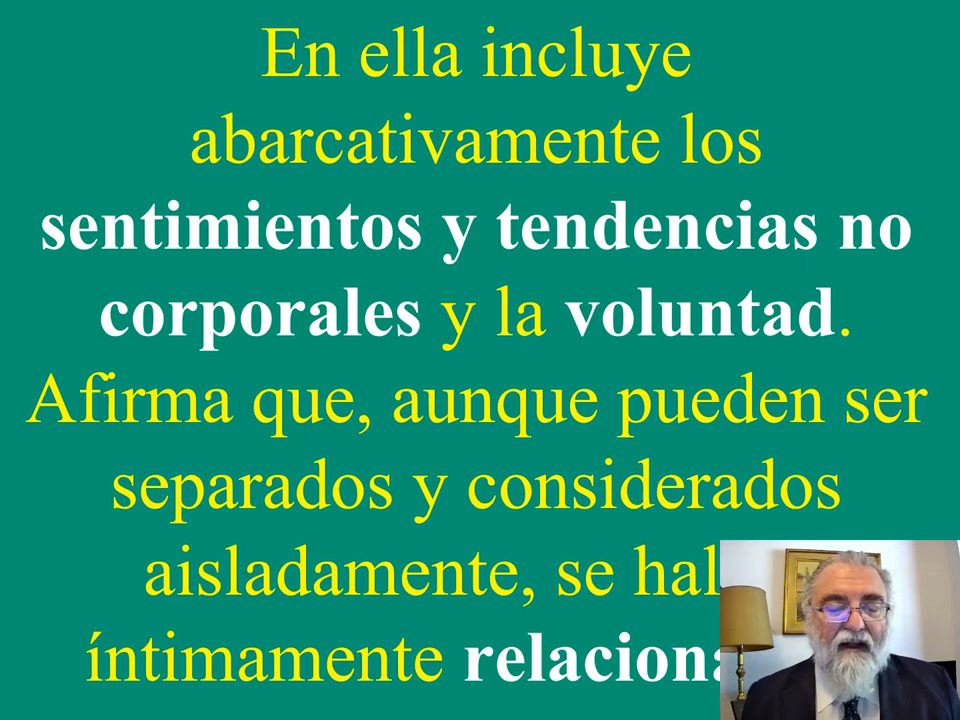 En ella incluye
abarcativamente los
sentimientos y tendencias no
corporales y la voluntad.
Afirma que, aunque pueden ser
separados y considerados
aisladamente, se
íntimamente